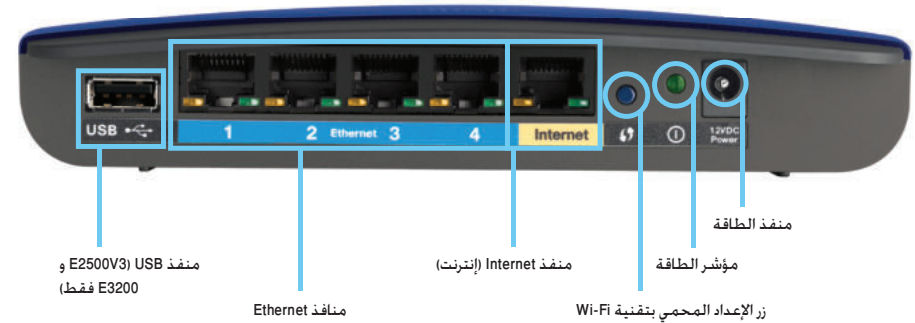 USB
1
2
Ethernet
3
4
Internet
12VDC
Power
منفذ الطاقة
مؤشر الطاقة
زر الإعداد المحمي بتقنية Wi-Fi
منفذ Internet (إنترنت)
منافذ Ethernet
منفذ USB (E2500V3 و
E3200 فقط)